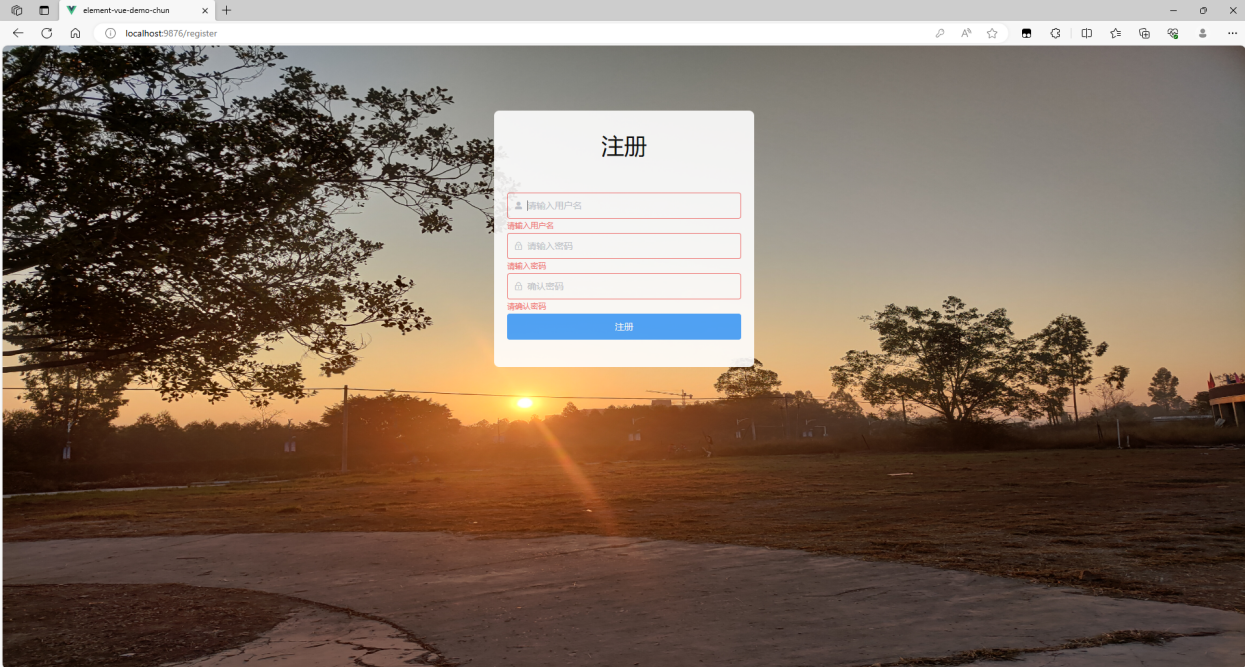 element-vue-demo-chun
localhost:9876/register
注册
请输入用户名
请输入用户名
请输入密码
请输入密码
确认密码
请确认密码
注册